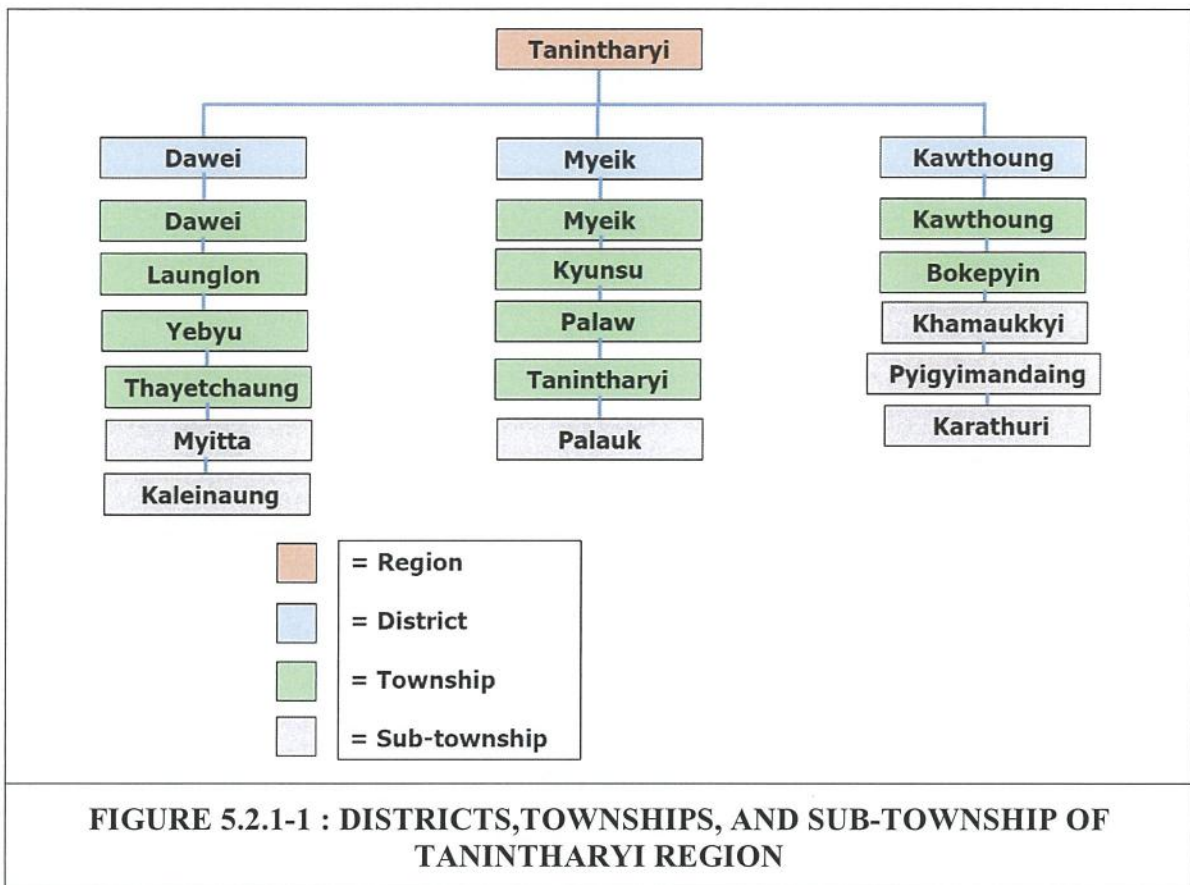 Tanintharyi
Dawei
Myeik
Kawthoung
Dawei
Launglon
Yebyu
Thayetchaung
Myitta
Kaleinaung
Myeik
Kyunsu
Palaw
Tanintharyi
Palauk
Kawthoung
Bokepyin
Khamaukkyi
Pyigyimandaing
Karathuri
= Region
= District
= Township
= Sub-township
FIGURE 5.2.1-1 : DISTRICTS,TOWNSHIPS, AND SUB-TOWNSHIP OF
TANINTHARYI REGION